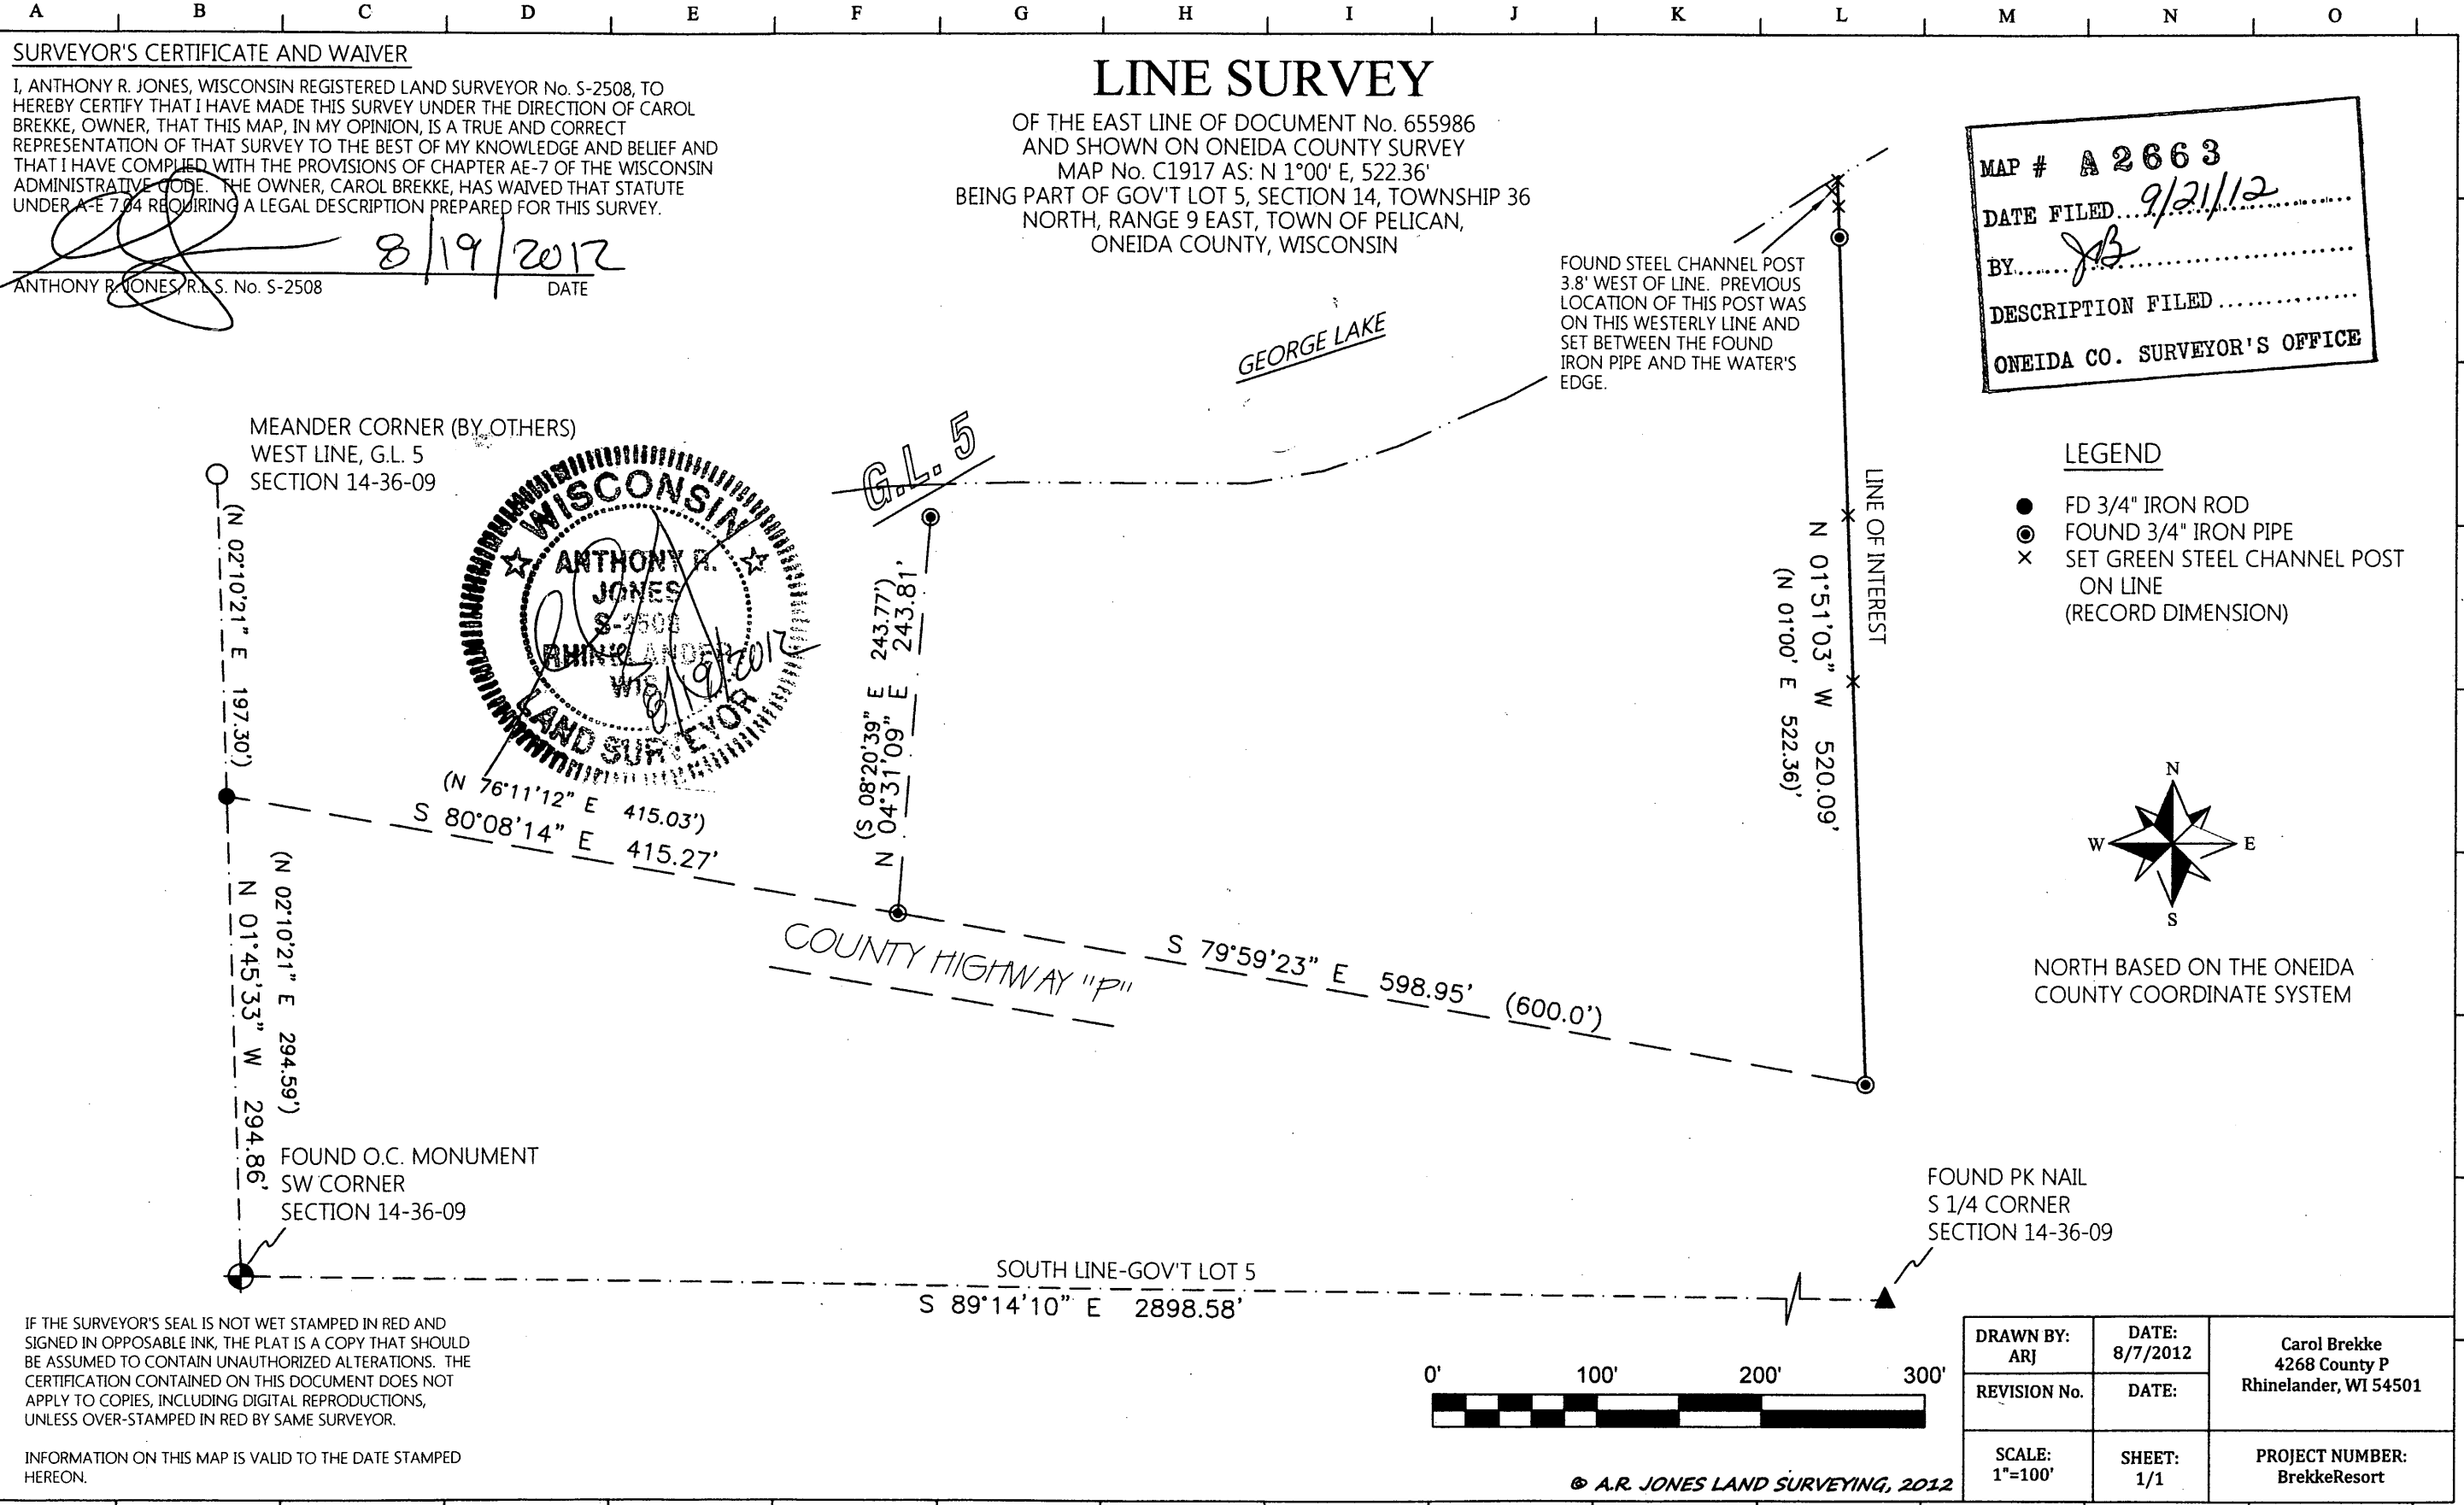 A B C D E F G H I J K L M N O
SURVEYOR'S CERTIFICATE AND WAIVER
I, ANTHONY R. JONES, WISCONSIN REGISTERED LAND SURVEYOR No. S-2508, TO
HEREBY CERTIFY THAT I HAVE MADE THIS SURVEY UNDER THE DIRECTION OF CAROL
BREKKE, OWNER, THAT THIS MAP, IN MY OPINION, IS A TRUE AND CORRECT
REPRESENTATION OF THAT SURVEY TO THE BEST OF MY KNOWLEDGE AND BELIEF AND
THAT I HAVE COMPLIED WITH THE PROVISIONS OF CHAPTER AE-7 OF THE WISCONSIN
ADMINISTRATIVE CODE. THE OWNER, CAROL BREKKE, HAS WAIVED THAT STATUTE
UNDER A-E 7.04 REQUIRING A LEGAL DESCRIPTION PREPARED FOR THIS SURVEY.
8/19/2012
ANTHONY R. JONES, R.L.S. No. S-2508
DATE
LINE SURVEY
OF THE EAST LINE OF DOCUMENT No. 655986
AND SHOWN ON ONEIDA COUNTY SURVEY
MAP No. C1917 AS: N 1°00' E, 522.36'
BEING PART OF GOV'T LOT 5, SECTION 14, TOWNSHIP 36
NORTH, RANGE 9 EAST, TOWN OF PELICAN,
ONEIDA COUNTY, WISCONSIN
MAP # A2663
DATE FILED 9/21/12
BY JB
DESCRIPTION FILED
ONEIDA CO. SURVEYOR'S OFFICE
FOUND STEEL CHANNEL POST
3.8' WEST OF LINE. PREVIOUS
LOCATION OF THIS POST WAS
ON THIS WESTERLY LINE AND
SET BETWEEN THE FOUND
IRON PIPE AND THE WATER'S
EDGE.
GEORGE LAKE
MEANDER CORNER (BY OTHERS)
WEST LINE, G.L. 5
SECTION 14-36-09
G.L. 5
WISCONSIN
ANTHONY R.
JONES
S-2508
RHINELANDER
WIS
8/19/2012
LAND SURVEYOR
LEGEND
FD 3/4" IRON ROD
FOUND 3/4" IRON PIPE
SET GREEN STEEL CHANNEL POST
ON LINE
(RECORD DIMENSION)
(N 02°10'21" E 197.30')
(S 08°20'39" E 243.77')
N 04°31'09" E 243.81'
LINE OF INTEREST
N 01°51'03" W 520.09'
(N 01°00' E 522.36)'
(N 76°11'12" E 415.03')
S 80°08'14" E 415.27'
(N 02°10'21" E 294.59')
N 01°45'33" W 294.86'
COUNTY HIGHWAY "P"
S 79°59'23" E 598.95' (600.0')
N
W E
S
NORTH BASED ON THE ONEIDA
COUNTY COORDINATE SYSTEM
FOUND O.C. MONUMENT
SW CORNER
SECTION 14-36-09
FOUND PK NAIL
S 1/4 CORNER
SECTION 14-36-09
SOUTH LINE-GOV'T LOT 5
S 89°14'10" E 2898.58'
IF THE SURVEYOR'S SEAL IS NOT WET STAMPED IN RED AND
SIGNED IN OPPOSABLE INK, THE PLAT IS A COPY THAT SHOULD
BE ASSUMED TO CONTAIN UNAUTHORIZED ALTERATIONS. THE
CERTIFICATION CONTAINED ON THIS DOCUMENT DOES NOT
APPLY TO COPIES, INCLUDING DIGITAL REPRODUCTIONS,
UNLESS OVER-STAMPED IN RED BY SAME SURVEYOR.
INFORMATION ON THIS MAP IS VALID TO THE DATE STAMPED
HEREON.
0' 100' 200' 300'
© A.R. JONES LAND SURVEYING, 2012
DRAWN BY:
ARJ
DATE:
8/7/2012
Carol Brekke
4268 County P
Rhinelander, WI 54501
REVISION No.
DATE:
SCALE:
1"=100'
SHEET:
1/1
PROJECT NUMBER:
BrekkeResort